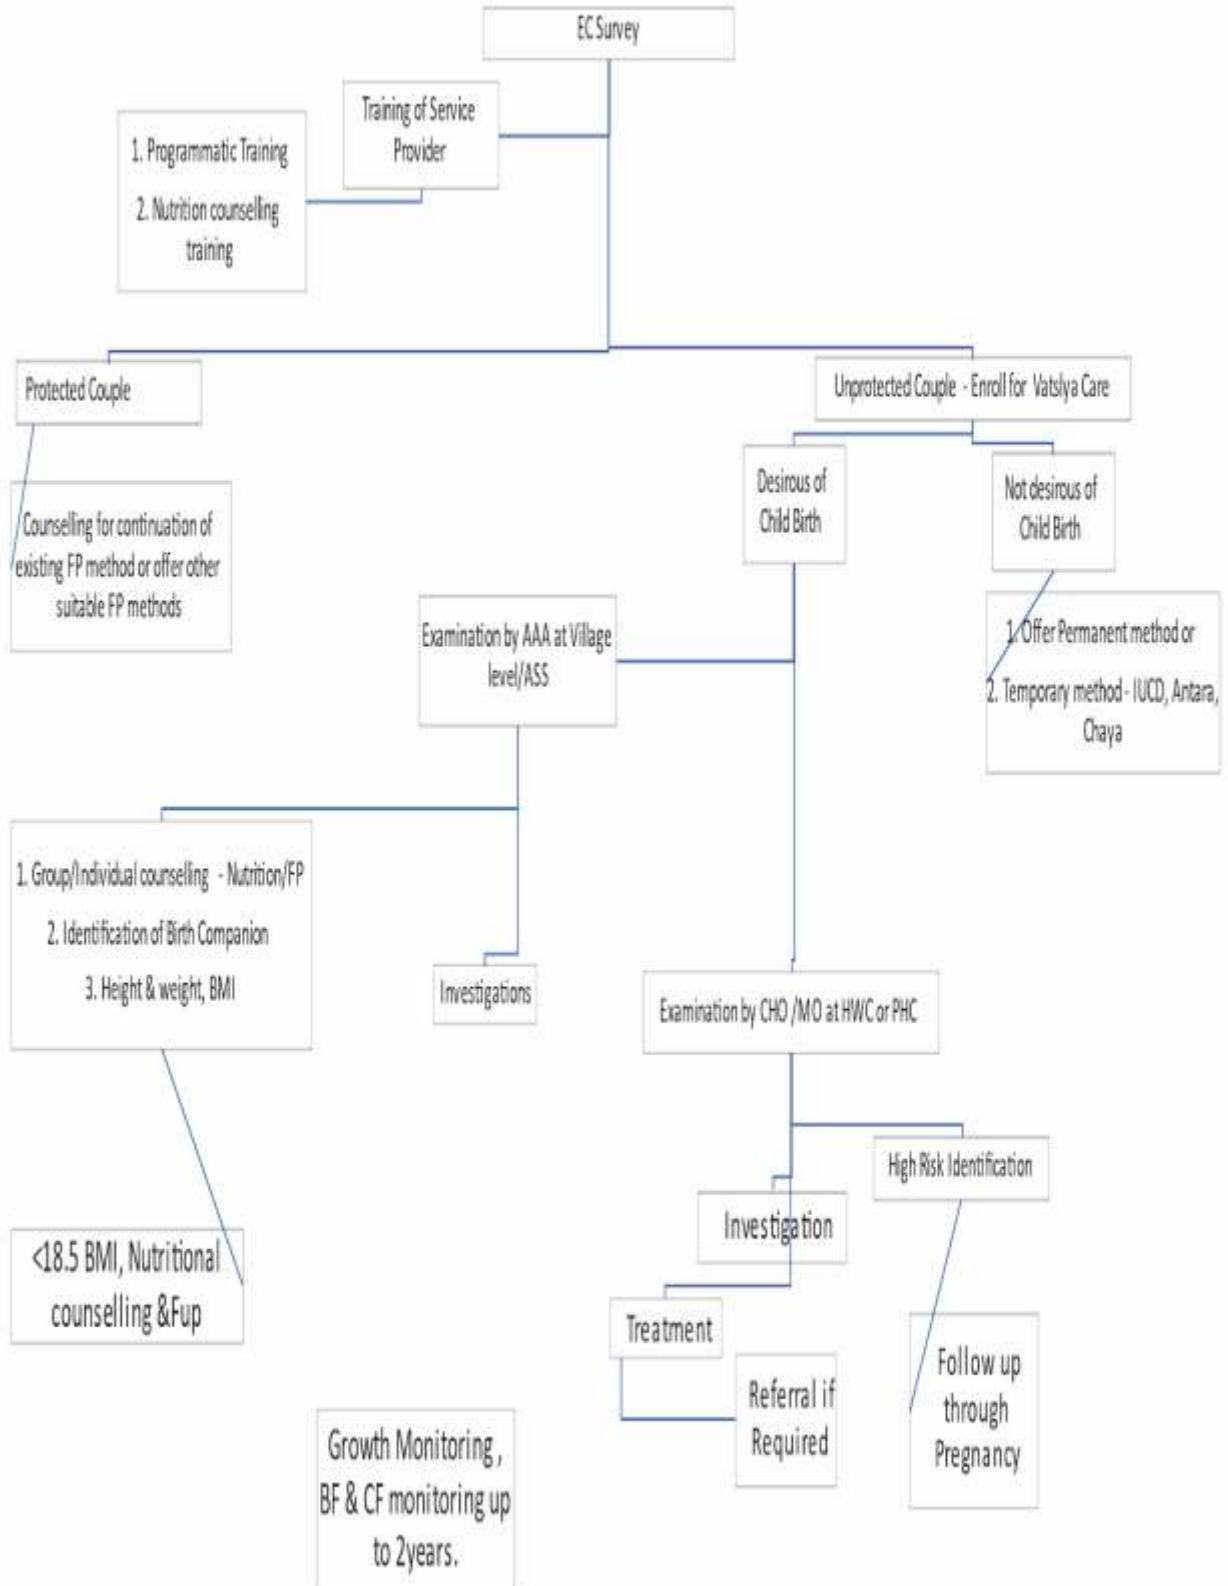 EC Survey
Training of Service
Provider
1. Programmatic Training
2. Nutrition counselling
training
Protected Couple
Unprotected Couple - Enroll for Vatslya Care
Counselling for continuation of
existing FP method or offer other
suitable FP methods
Desirous of
Child Birth
Not desirous of
Child Birth
1. Offer Permanent method or
2. Temporary method - IUCD, Antara,
Chaya
Examination by AAA at Village
level/ASS
1. Group/Individual counselling - Nutrition/FP
2. Identification of Birth Companion
3. Height & weight, BMI
Investigations
Examination by CHO /MO at HWC or PHC
High Risk Identification
Investigation
<18.5 BMI, Nutritional
counselling &Fup
Treatment
Referral if
Required
Follow up
through
Pregnancy
Growth Monitoring ,
BF & CF monitoring up
to 2years.